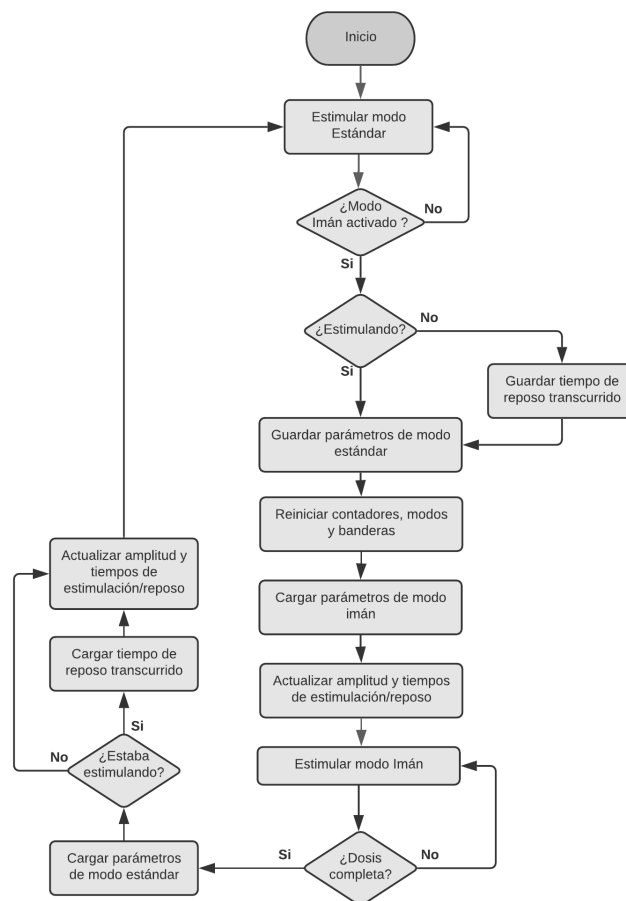 Inicio
Estimular modo
Estándar
¿Modo
Imán activado ?
No
Si
¿Estimulando?
No
Si
Guardar tiempo de
reposo transcurrido
Guardar parámetros de modo
estándar
Reiniciar contadores, modos
y banderas
Cargar parámetros de modo
imán
Actualizar amplitud y tiempos
de estimulación/reposo
Estimular modo Imán
¿Dosis
completa?
No
Si
Cargar parámetros
de modo estándar
¿Estaba
estimulando?
No
Si
Cargar tiempo de
reposo transcurrido
Actualizar amplitud y
tiempos de
estimulación/reposo